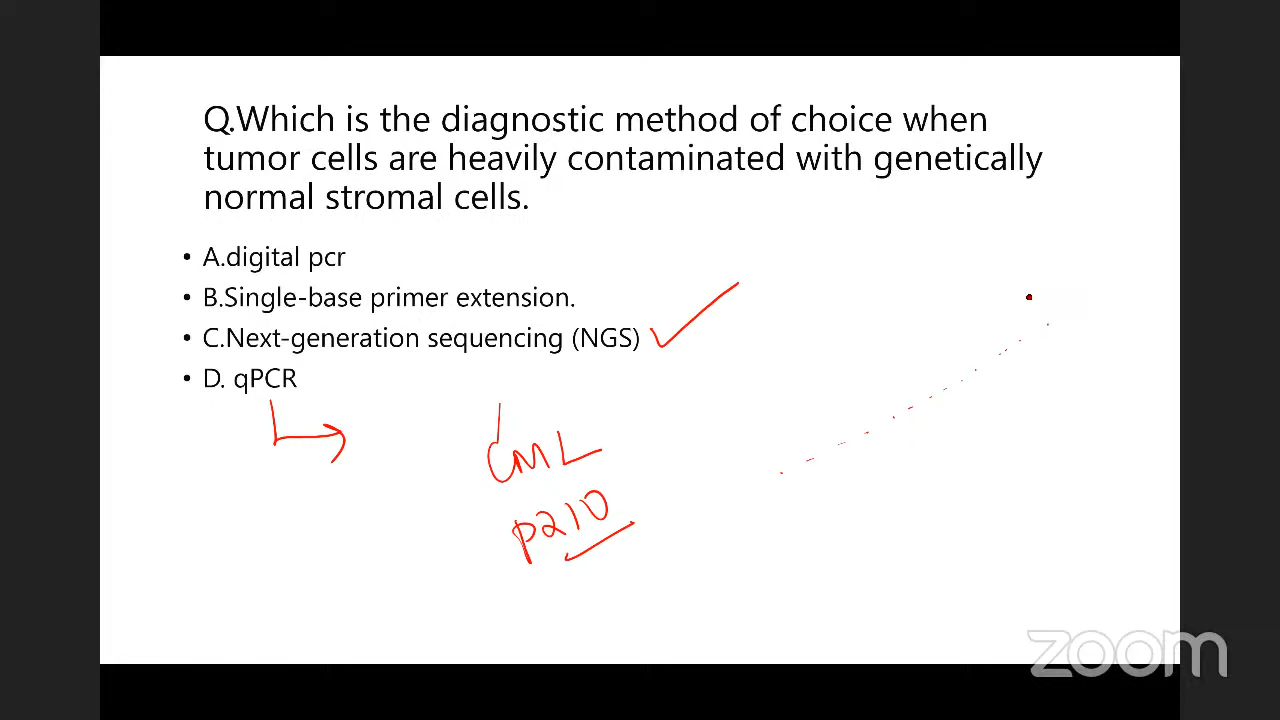 Q.Which is the diagnostic method of choice when
tumor cells are heavily contaminated with genetically
normal stromal cells.
• A.digital pcr
• B.Single-base primer extension.
• C.Next-generation sequencing (NGS)
• D. qPCR
CML
p210
zoom